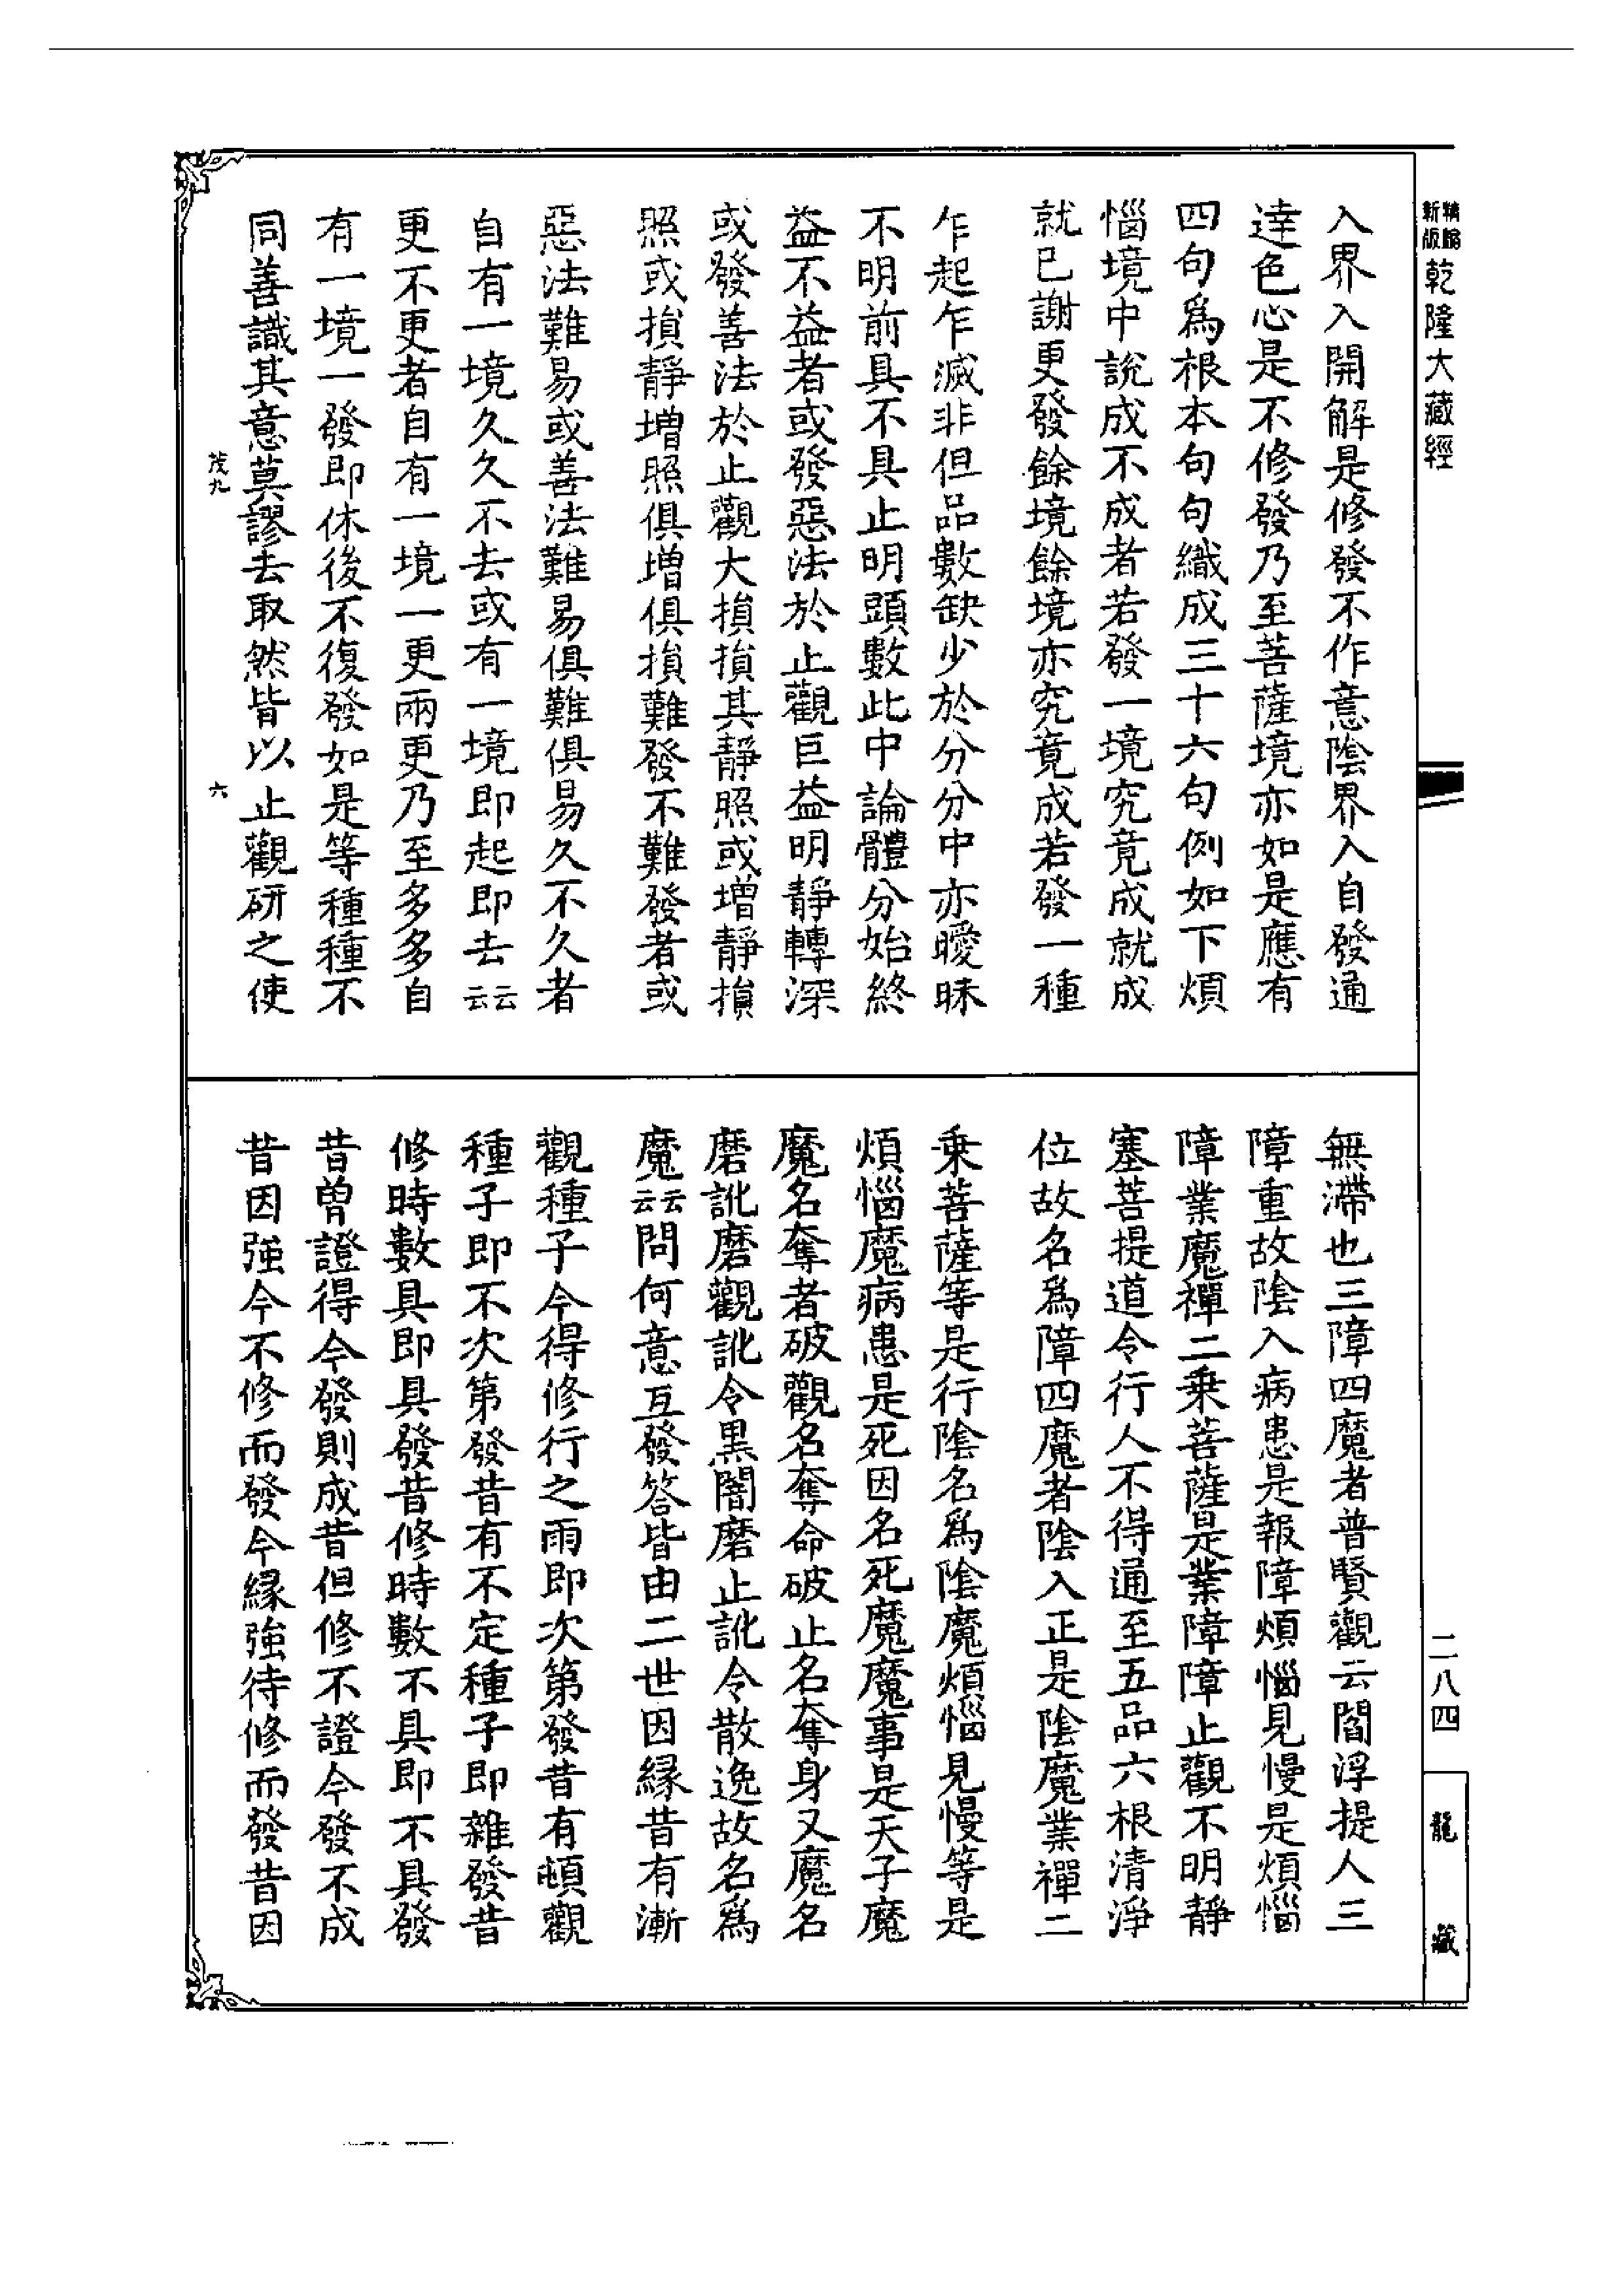 新編
新版
乾隆大藏經
入界入開解是修發不作意陰界入自發通
達色心是不修發乃至菩薩境亦如是應有
四句爲根本句句織成三十六句例如下煩
惱境中說成不成者若發一境究竟成就成
就已謝更發餘境餘境亦究竟成若發一種
乍起乍滅非但品數缺少於分分中亦曖昧
不明前具不具止明頭數此中論體分始終
益不益者或發惡法於止觀巨益明靜轉深
或發善法於止觀大損損其靜照或增靜損
照或損靜增照俱增俱損難發不難發者或
惡法難易或善法難易俱難俱易久不久者
自有一境久久不去或有一境即起即去云云
更不更者自有一境一更兩更乃至多多自
有一境一發即休後不復發如是等種種不
同善識其意莫謬去取然皆以止觀研之使
茂九
六
無滯也三障四魔者普賢觀云閻浮提人三
障重故陰入病患是報障煩惱見慢是煩惱
障業魔禪二乘菩薩是業障障止觀不明靜
塞菩提道令行人不得通至五品六根清淨
位故名爲障四魔者陰入正是陰魔業禪二
乘菩薩等是行陰名爲陰魔煩惱見慢等是
煩惱魔病患是死因名死魔魔事是天子魔
魔名奪者破觀名奪命破止名奪身又魔名
磨訛磨觀訛令黑闇磨止訛令散逸故名爲
魔云云問何意互發答皆由二世因緣昔有漸
觀種子今得修行之雨即次第發昔有頓觀
種子即不次第發昔有不定種子即雜發昔
修時數具即具發昔修時數不具即不具發
昔曾證得今發則成昔但修不證今發不成
昔因強今不修而發今緣強待修而發昔因
二八四
龍藏